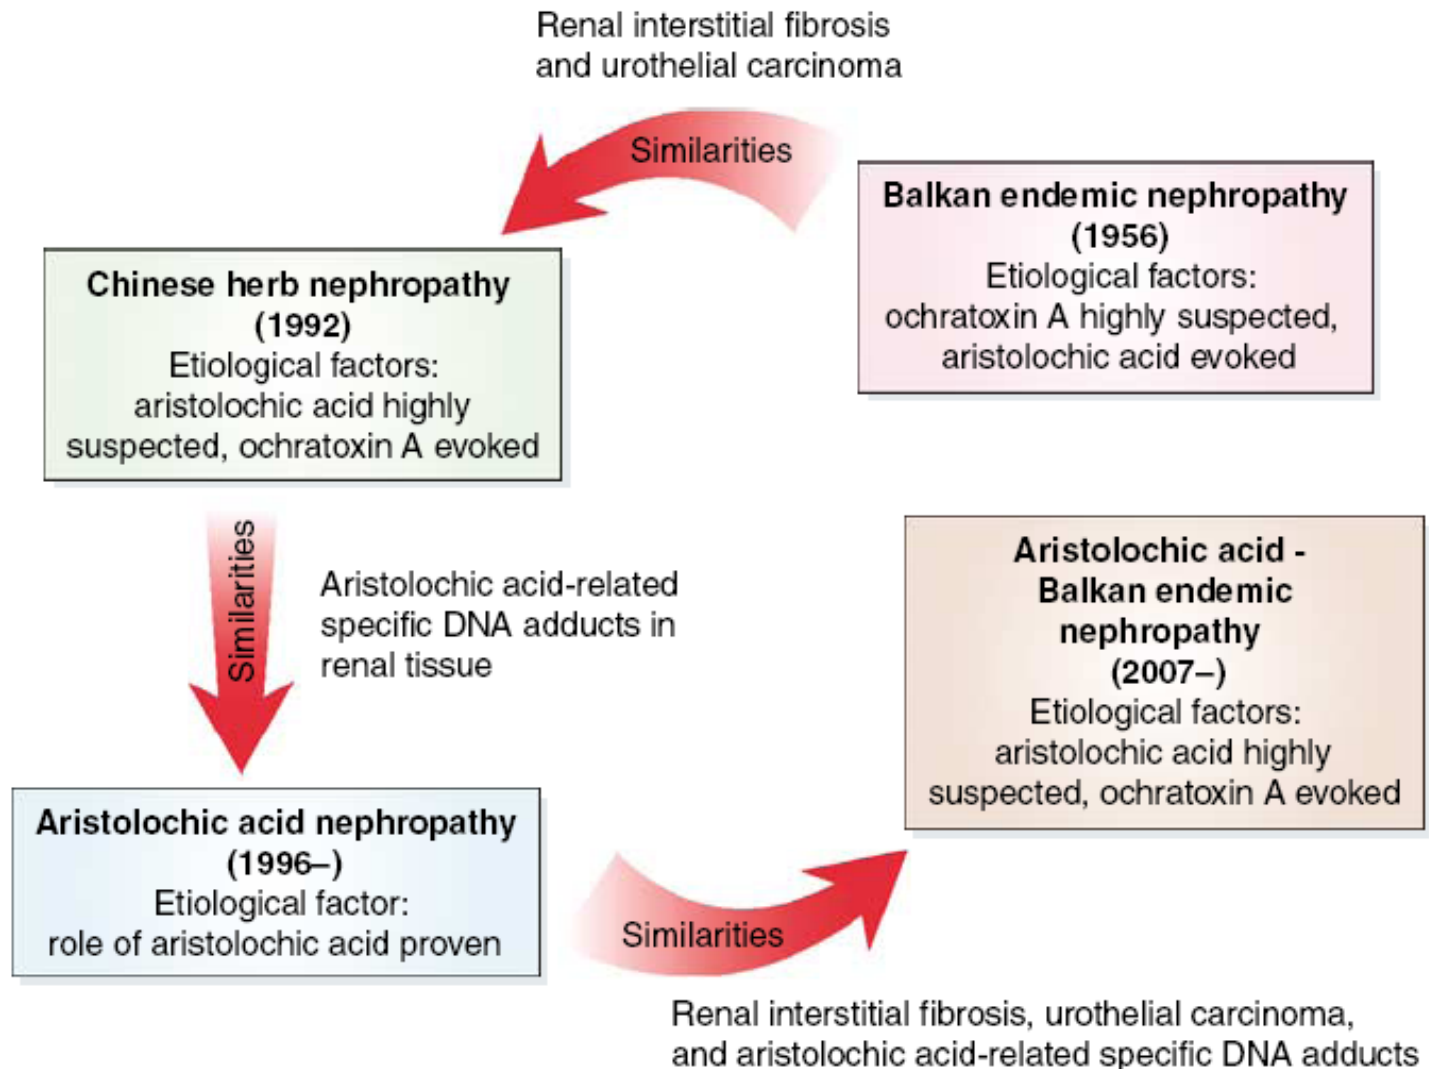 Renal interstitial fibrosis
and urothelial carcinoma
Similarities
Balkan endemic nephropathy
(1956)
Etiological factors:
ochratoxin A highly suspected,
aristolochic acid evoked
Chinese herb nephropathy
(1992)
Etiological factors:
aristolochic acid highly
suspected, ochratoxin A evoked
Similarities
Aristolochic acid-related
specific DNA adducts in
renal tissue
Aristolochic acid nephropathy
(1996–)
Etiological factor:
role of aristolochic acid proven
Similarities
Renal interstitial fibrosis, urothelial carcinoma,
and aristolochic acid-related specific DNA adducts
Aristolochic acid -
Balkan endemic
nephropathy
(2007–)
Etiological factors:
aristolochic acid highly
suspected, ochratoxin A evoked